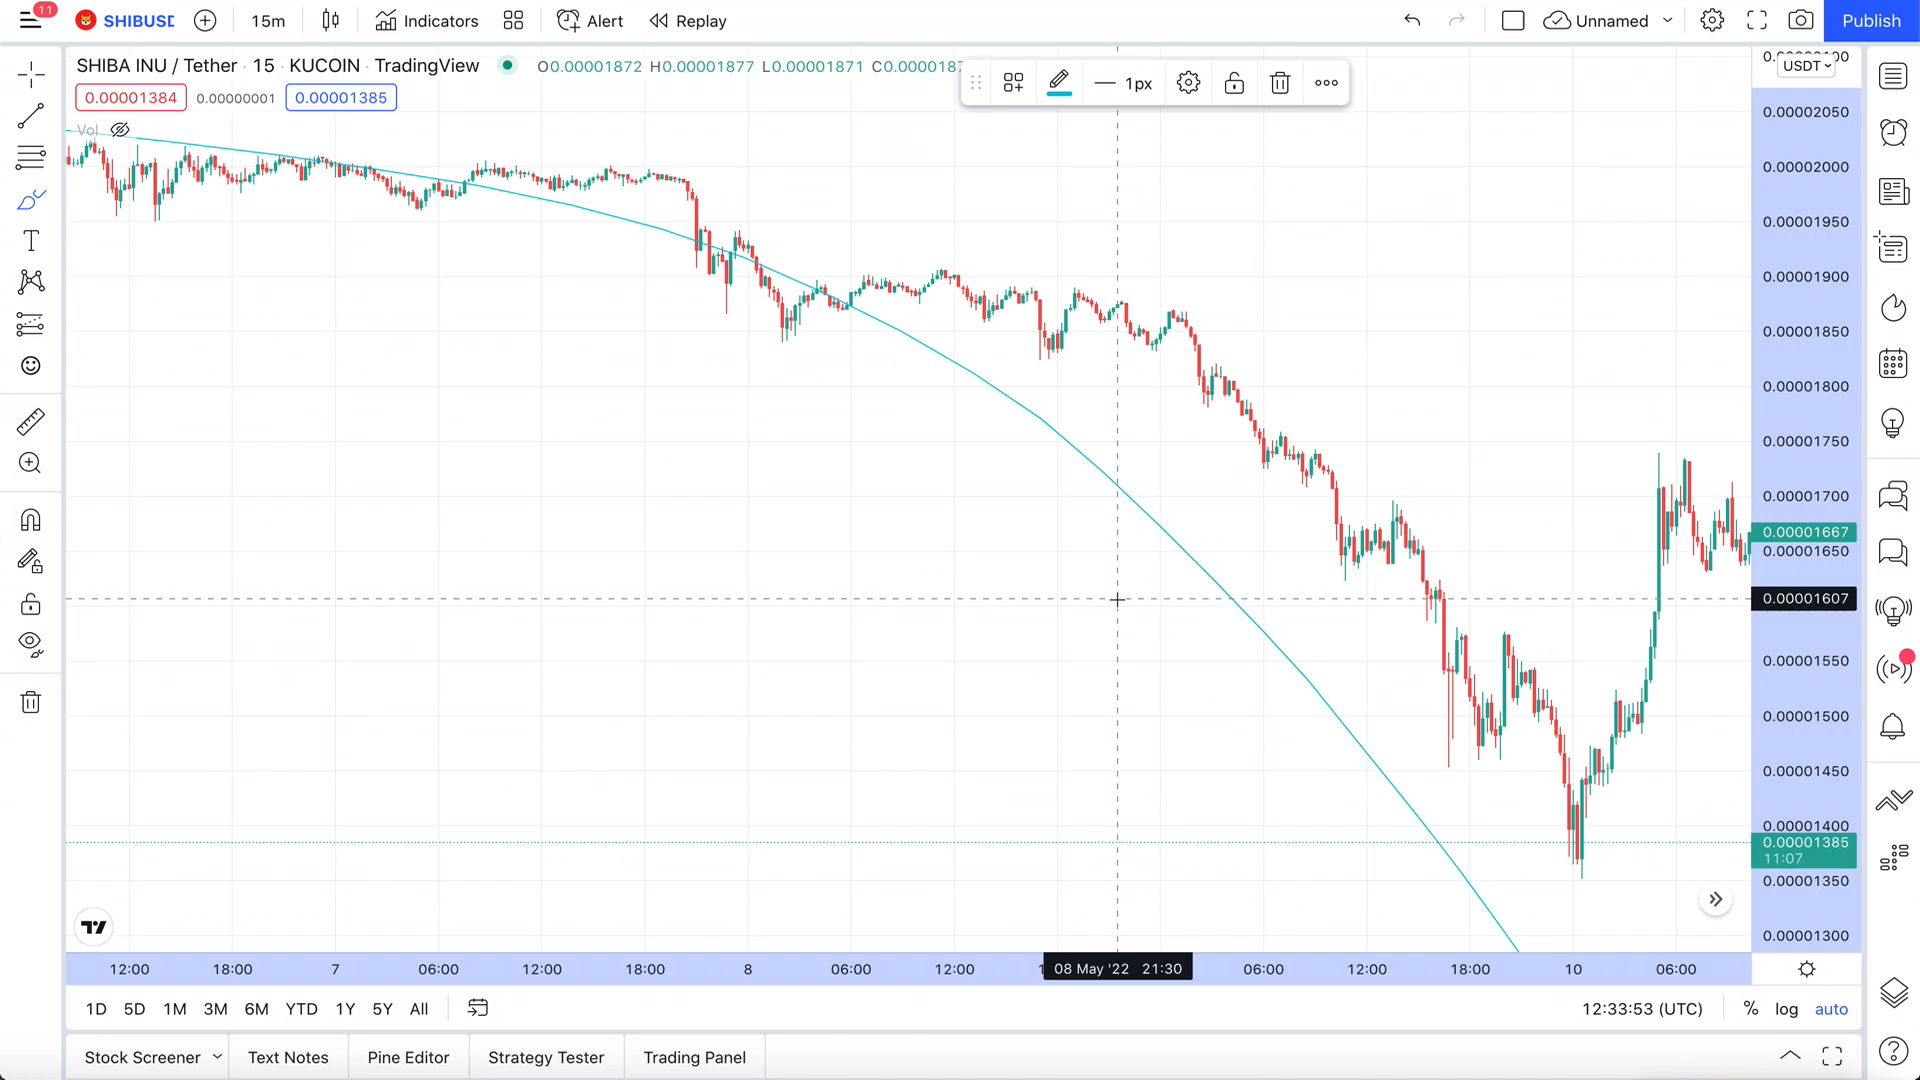 11 SHIBUSD 15m Indicators Alert Replay Unnamed Publish
SHIBA INU / Tether · 15 · KUCOIN · TradingView O0.00001872 H0.00001877 L0.00001871 C0.0000187
0.00001384 0.00000001 0.00001385
Vol
1px
USDT
0.00002050
0.00002000
0.00001950
0.00001900
0.00001850
0.00001800
0.00001750
0.00001700
0.00001667
0.00001650
0.00001607
0.00001550
0.00001500
0.00001450
0.00001400
0.00001385
11:07
0.00001350
0.00001300
12:00 18:00 7 06:00 12:00 18:00 8 06:00 12:00 08 May '22 21:30 06:00 12:00 18:00 10 06:00
1D 5D 1M 3M 6M YTD 1Y 5Y All 12:33:53 (UTC) % log auto
Stock Screener Text Notes Pine Editor Strategy Tester Trading Panel